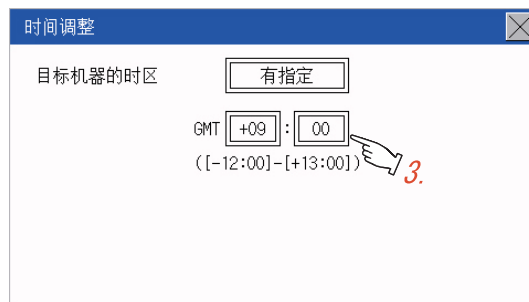 时间调整
目标机器的时区 有指定
GMT +09 : 00
([-12:00]-[+13:00])
3.